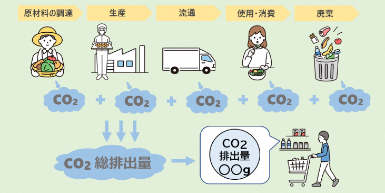 原材料の調達
生産
流通
使用・消費
廃棄
CO2 + CO2 + CO2 + CO2 + CO2
CO2 総排出量
CO2
排出量
〇〇g